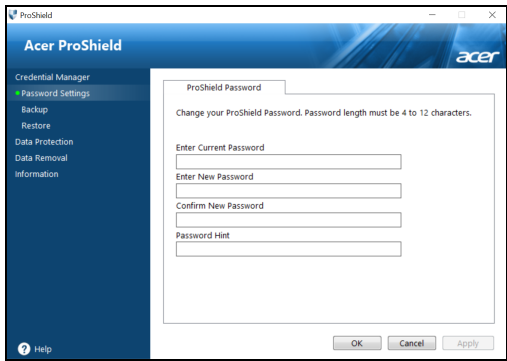 ProShield
Acer ProShield
acer
Credential Manager
Password Settings
Backup
Restore
Data Protection
Data Removal
Information
Help
ProShield Password
Change your ProShield Password. Password length must be 4 to 12 characters.
Enter Current Password
Enter New Password
Confirm New Password
Password Hint
OK
Cancel
Apply